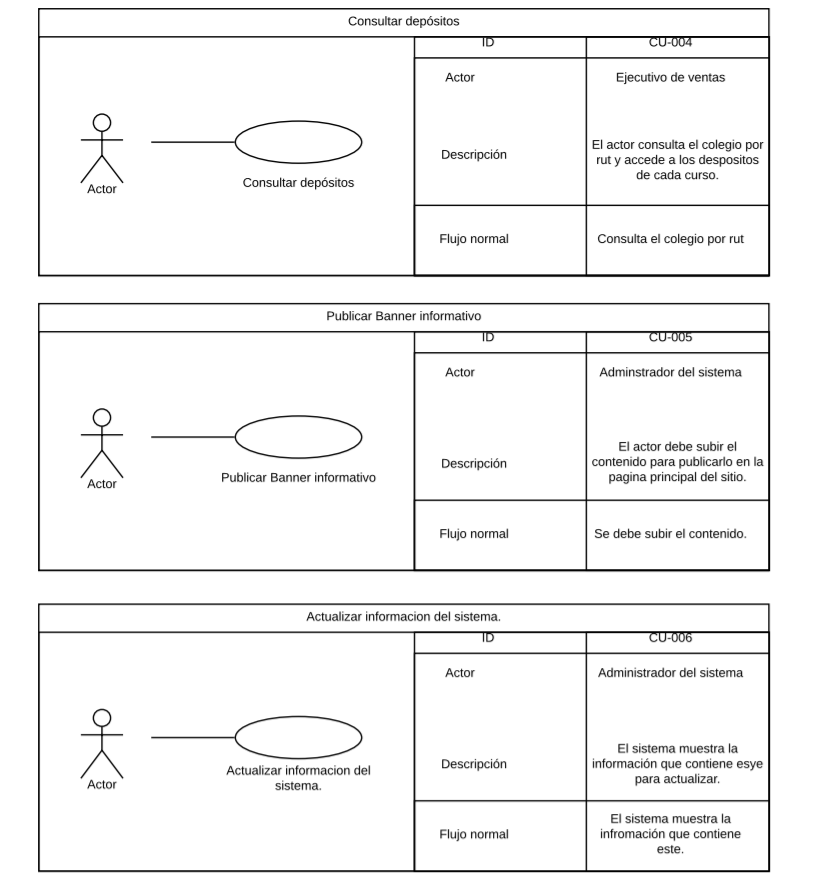 Consultar depósitos
ID
CU-004
Actor
Ejecutivo de ventas
Descripción
El actor consulta el colegio por
rut y accede a los despositos
de cada curso.
Flujo normal
Consulta el colegio por rut
Actor
Consultar depósitos
Publicar Banner informativo
ID
CU-005
Actor
Adminstrador del sistema
Descripción
El actor debe subir el
contenido para publicarlo en la
pagina principal del sitio.
Flujo normal
Se debe subir el contenido.
Actor
Publicar Banner informativo
Actualizar informacion del sistema.
ID
CU-006
Actor
Administrador del sistema
Descripción
El sistema muestra la
información que contiene esye
para actualizar.
Flujo normal
El sistema muestra la
infromación que contiene
este.
Actor
Actualizar informacion del
sistema.